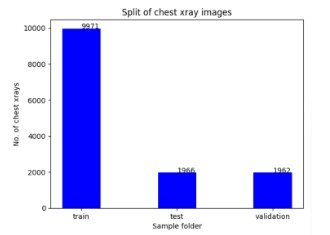 Split of chest xray images
9971
10000
8000
6000
4000
2000
0
1966
1962
No. of chest xrays
train test validation
Sample folder